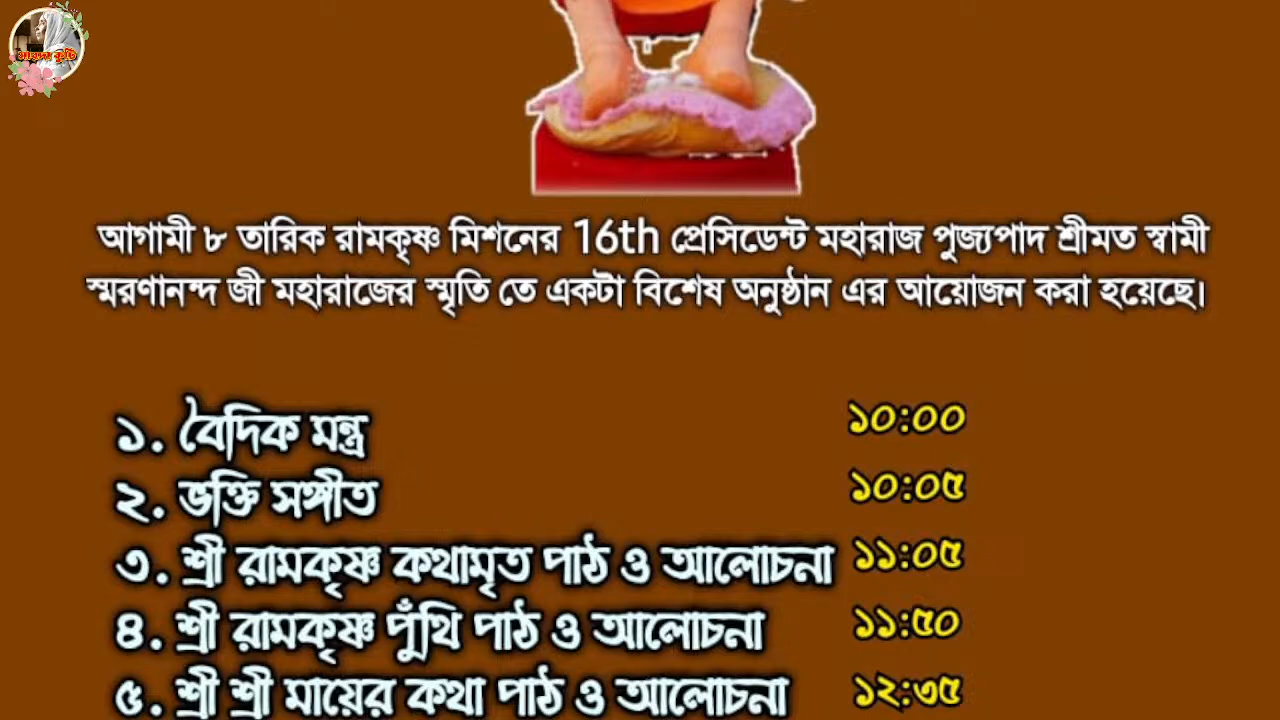 মায়ের কুটি
আগামী ৮ তারিক রামকৃষ্ণ মিশনের 16th প্রেসিডেন্ট মহারাজ পুজ্যপাদ শ্রীমত স্বামী
স্মরণানন্দ জী মহারাজের স্মৃতি তে একটা বিশেষ অনুষ্ঠান এর আয়োজন করা হয়েছে।
১. বৈদিক মন্ত্র ১০:০০
২. ভক্তি সঙ্গীত ১০:০৫
৩. শ্রী রামকৃষ্ণ কথামৃত পাঠ ও আলোচনা ১১:০৫
৪. শ্রী রামকৃষ্ণ পুঁথি পাঠ ও আলোচনা ১১:৫০
৫. শ্রী শ্রী মায়ের কথা পাঠ ও আলোচনা ১২:৩৫